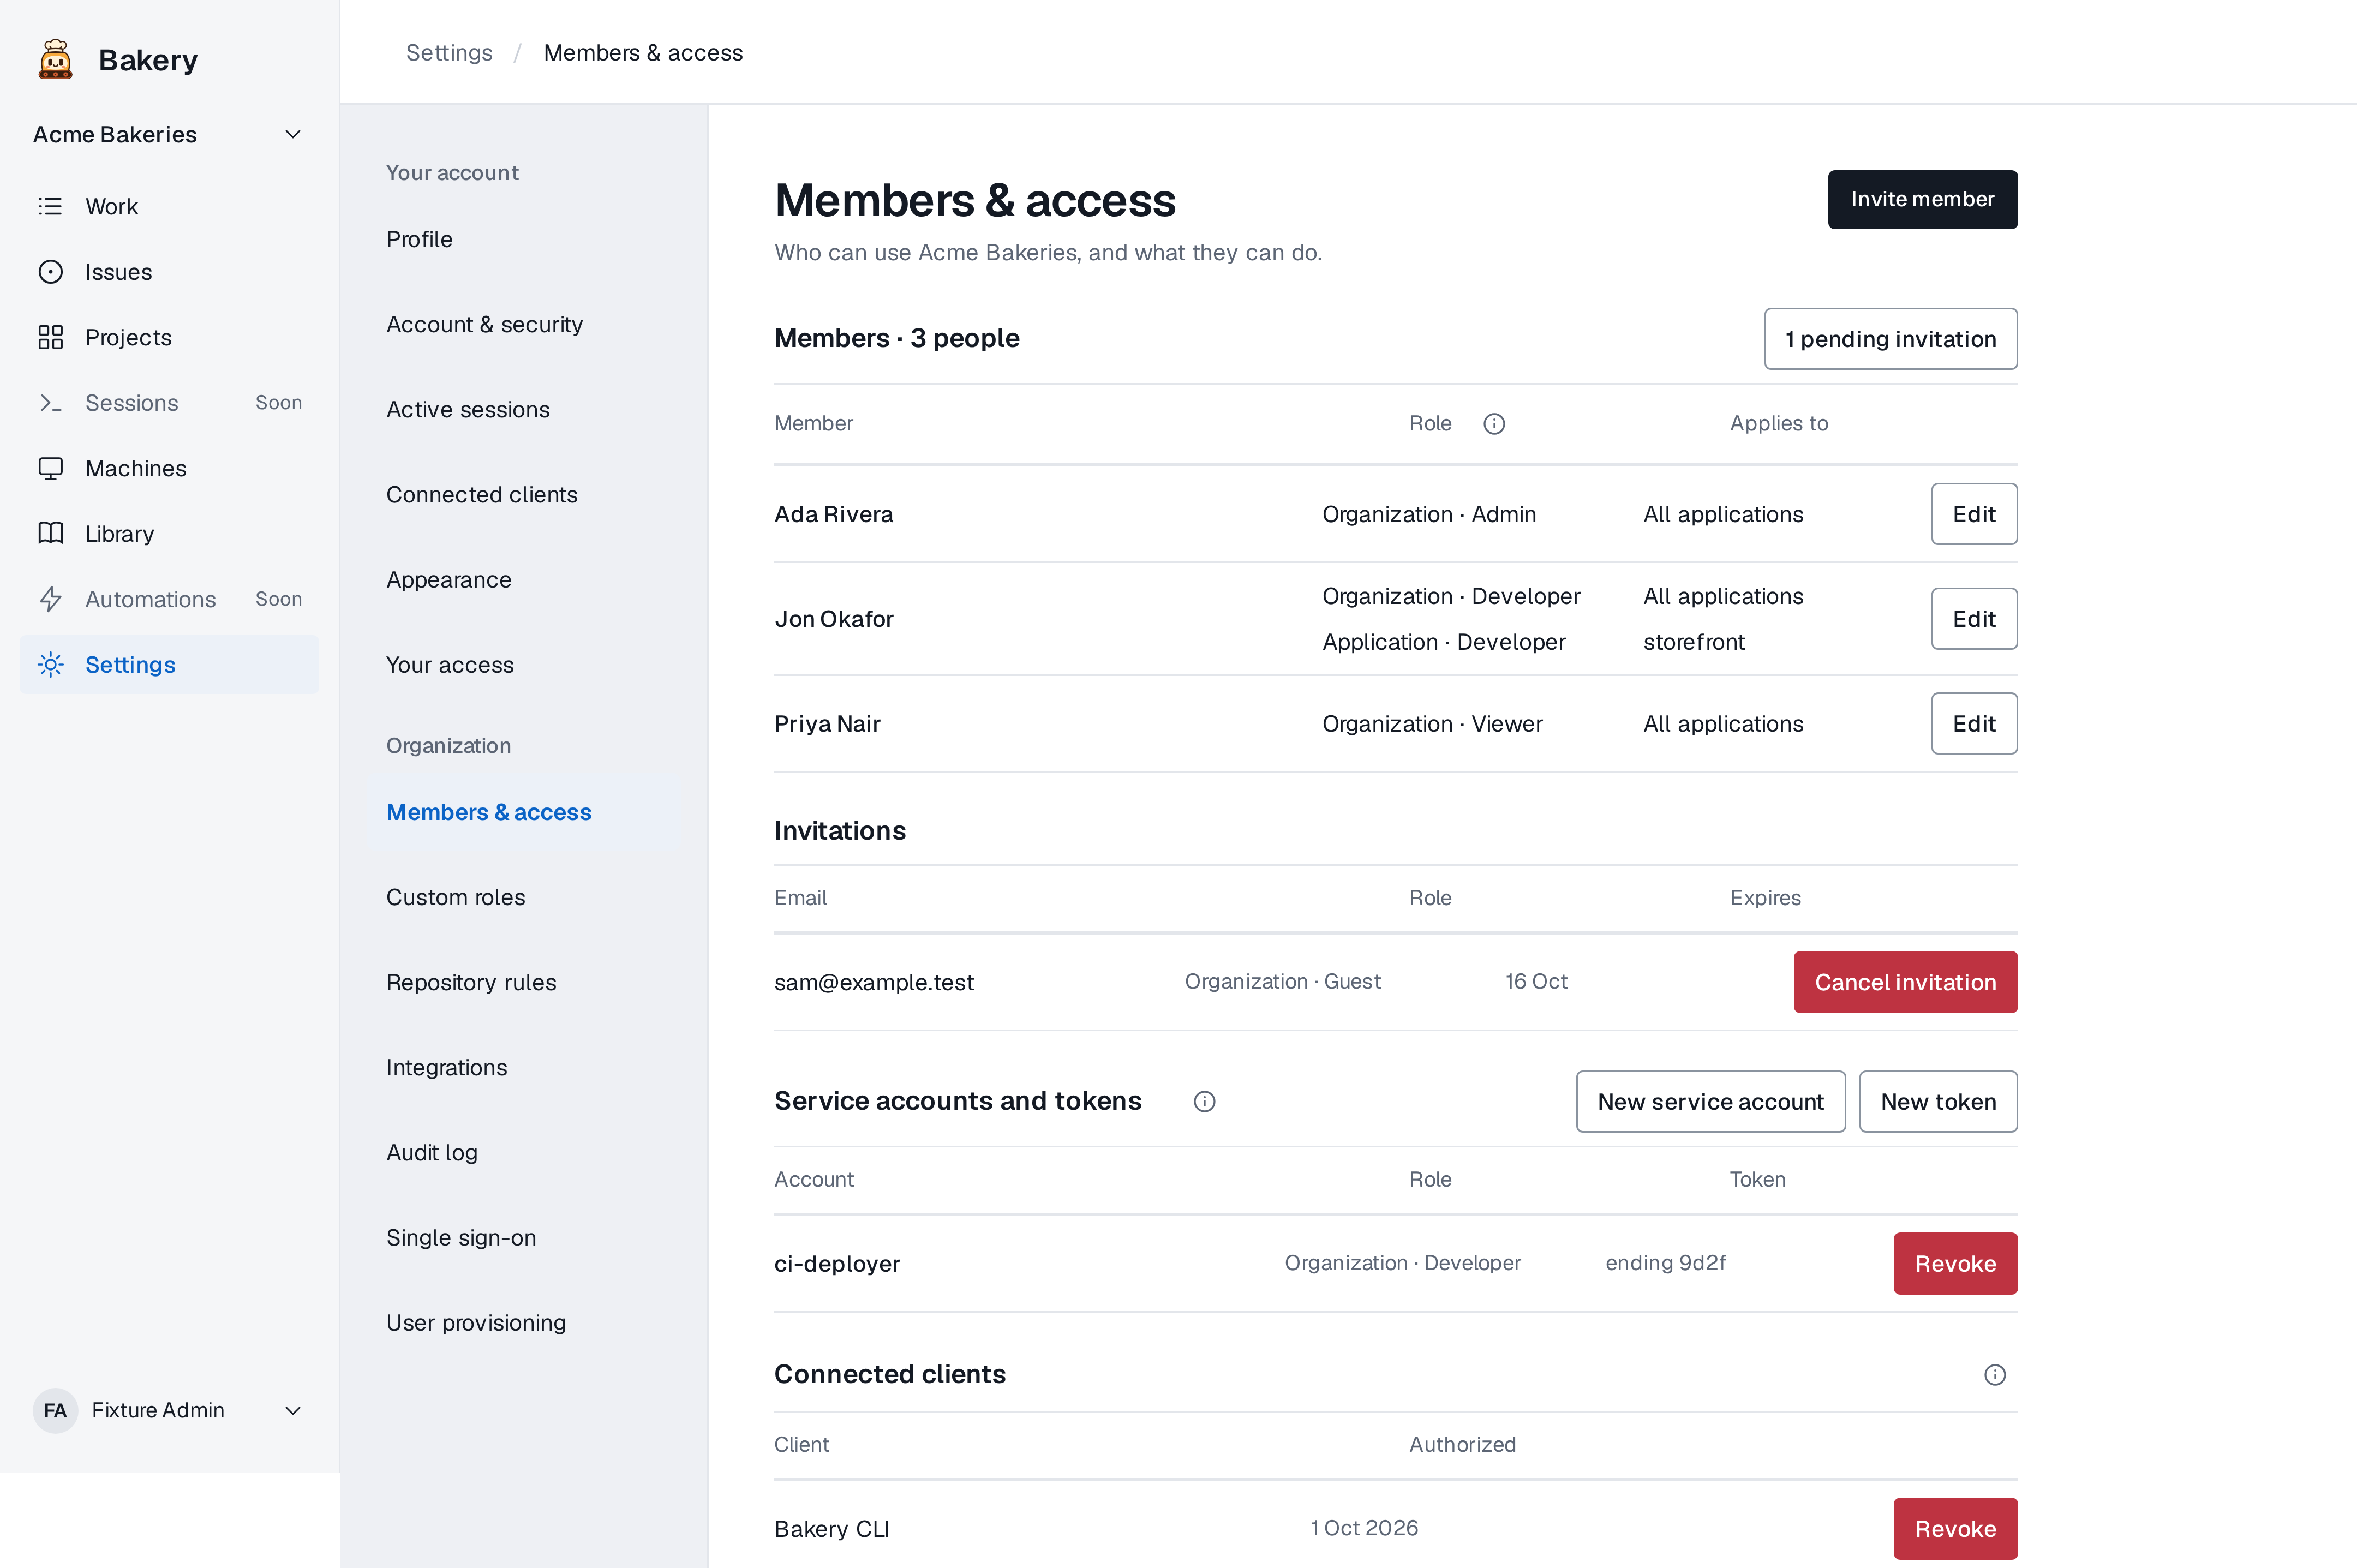 Bakery
Acme Bakeries
Work
Issues
Projects
Sessions Soon
Machines
Library
Automations Soon
Settings
FA Fixture Admin
Settings / Members & access
Your account
Profile
Account & security
Active sessions
Connected clients
Appearance
Your access
Organization
Members & access
Custom roles
Repository rules
Integrations
Audit log
Single sign-on
User provisioning
Members & access
Invite member
Who can use Acme Bakeries, and what they can do.
Members · 3 people
1 pending invitation
Member Role Applies to
Ada Rivera Organization · Admin All applications Edit
Jon Okafor Organization · Developer All applications Edit
Application · Developer storefront
Priya Nair Organization · Viewer All applications Edit
Invitations
Email Role Expires
sam@example.test Organization · Guest 16 Oct Cancel invitation
Service accounts and tokens New service account New token
Account Role Token
ci-deployer Organization · Developer ending 9d2f Revoke
Connected clients
Client Authorized
Bakery CLI 1 Oct 2026 Revoke